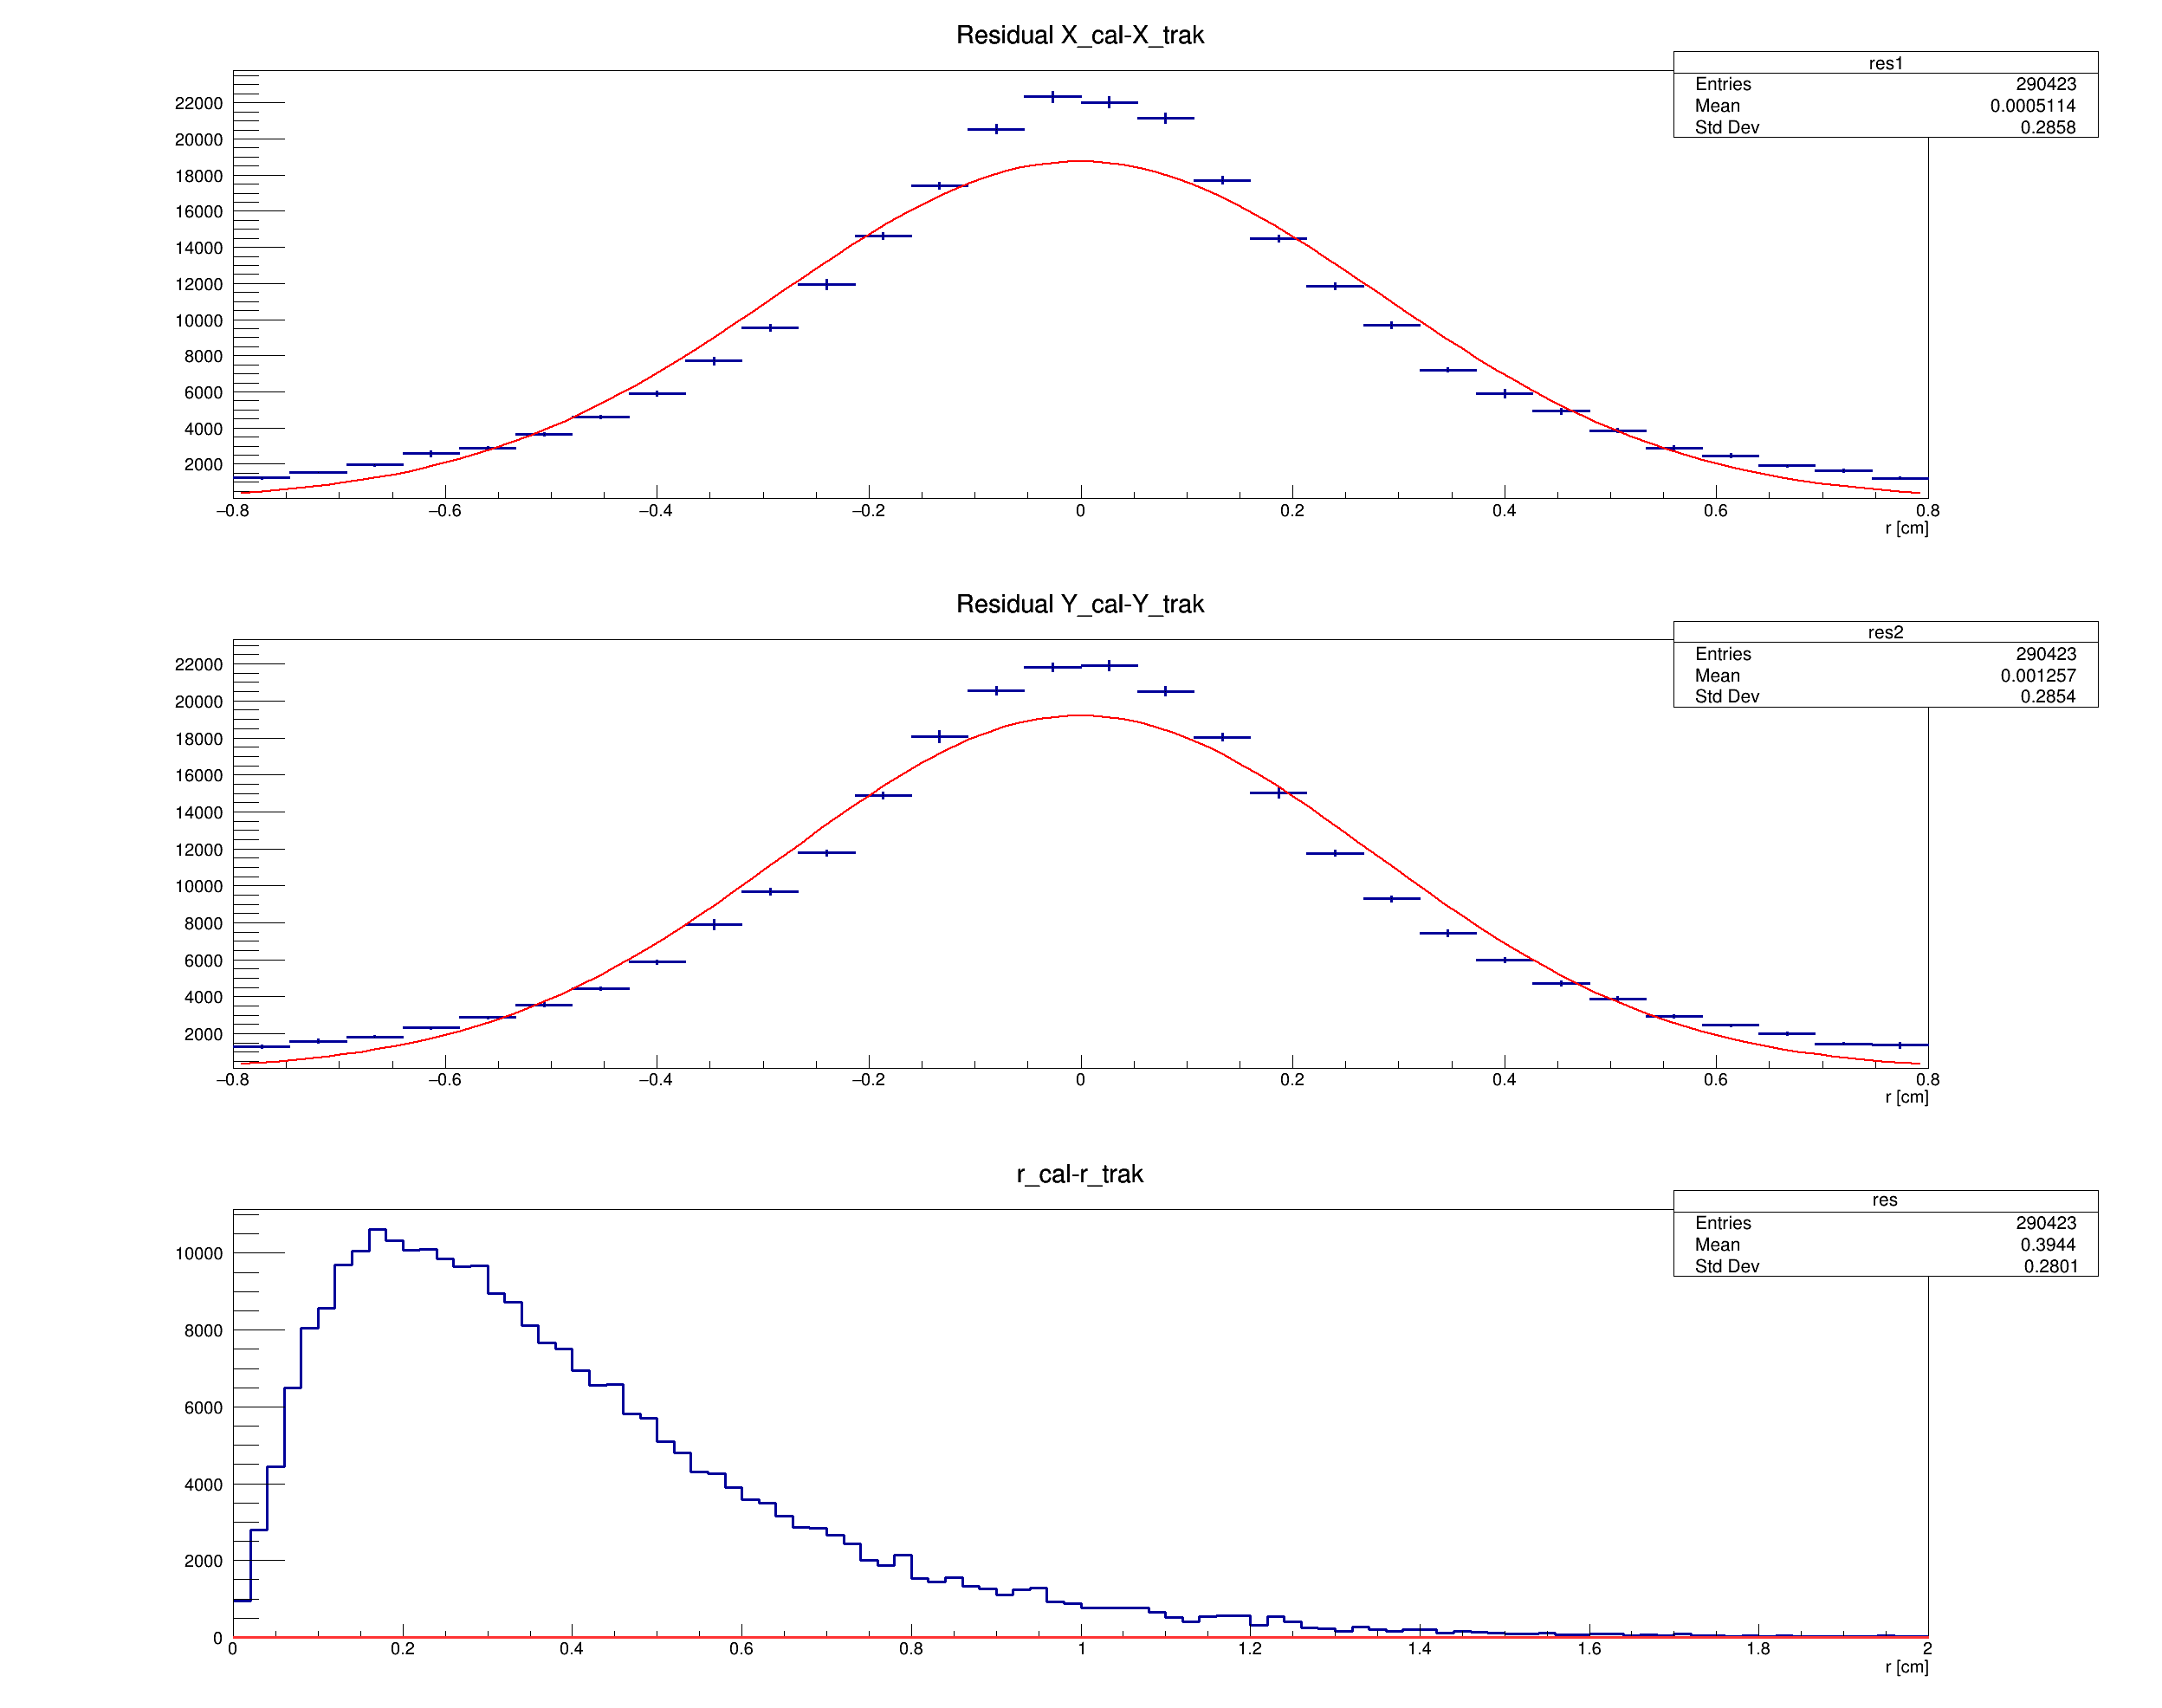 Residual X_cal-X_trak
res1
Entries 290423
Mean 0.0005114
Std Dev 0.2858
22000
20000
18000
16000
14000
12000
10000
8000
6000
4000
2000
−0.8 −0.6 −0.4 −0.2 0 0.2 0.4 0.6 0.8
r [cm]
Residual Y_cal-Y_trak
res2
Entries 290423
Mean 0.001257
Std Dev 0.2854
22000
20000
18000
16000
14000
12000
10000
8000
6000
4000
2000
−0.8 −0.6 −0.4 −0.2 0 0.2 0.4 0.6 0.8
r [cm]
r_cal-r_trak
res
Entries 290423
Mean 0.3944
Std Dev 0.2801
10000
8000
6000
4000
2000
0
0 0.2 0.4 0.6 0.8 1 1.2 1.4 1.6 1.8 2
r [cm]